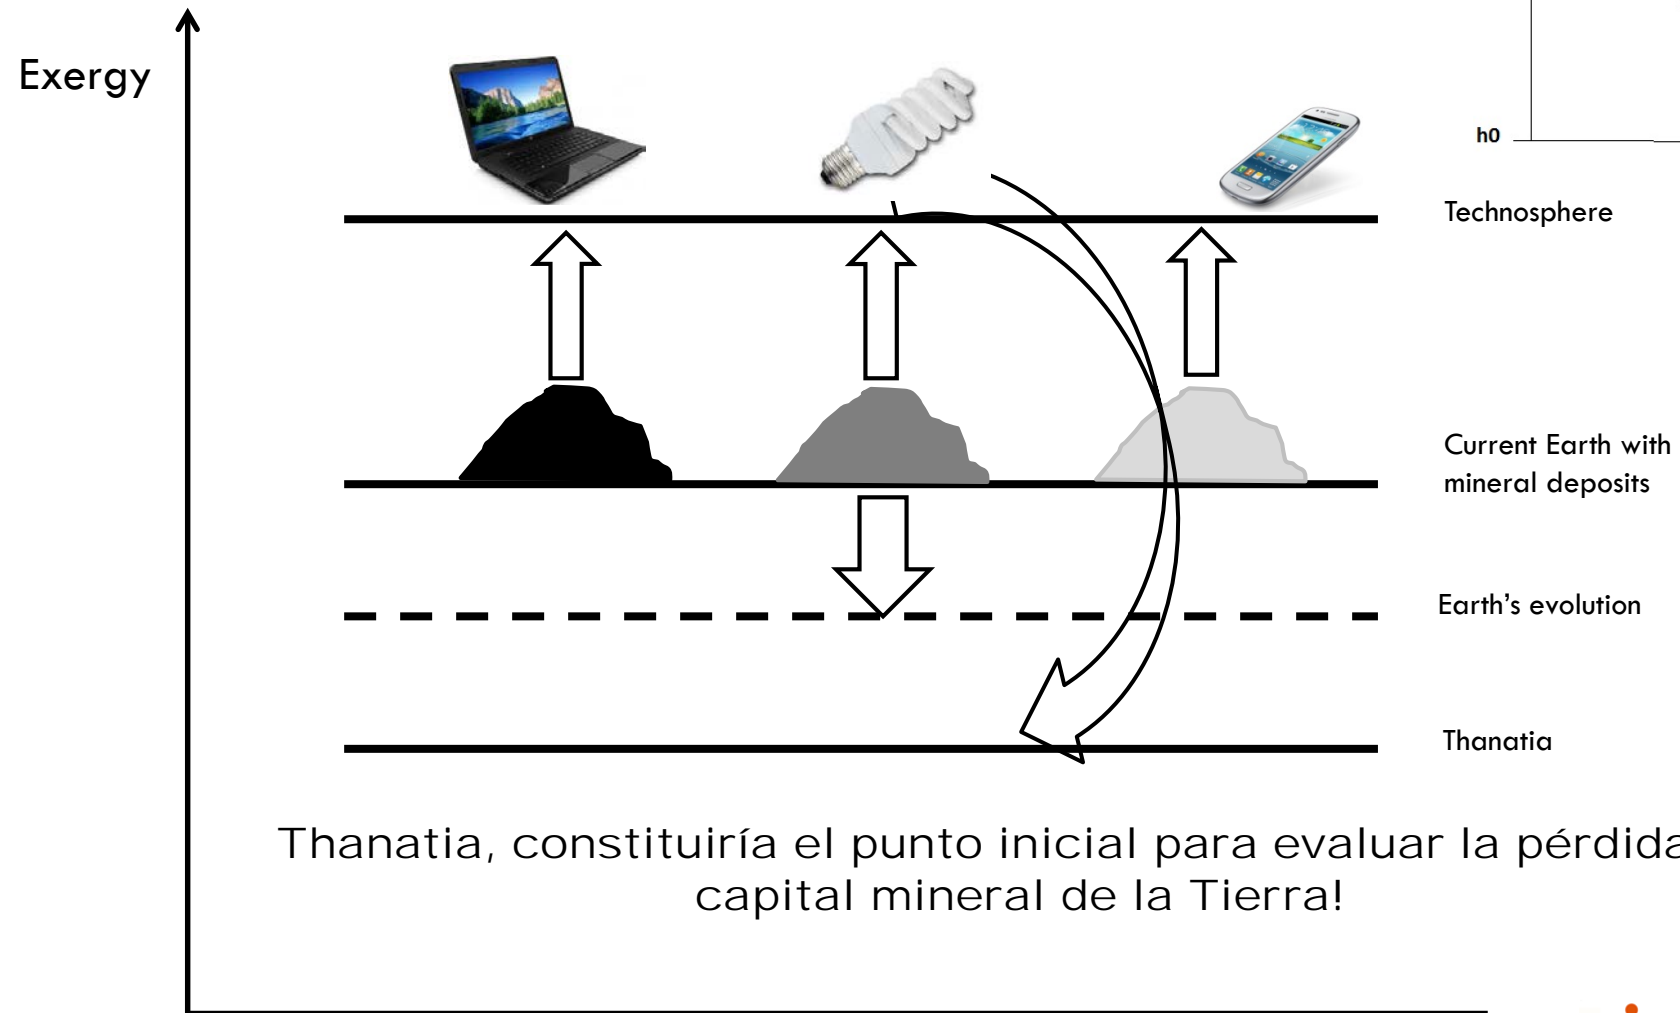 Exergy
h0
Technosphere
Current Earth with
mineral deposits
Earth’s evolution
Thanatia
Thanatia, constituiría el punto inicial para evaluar la pérdida
capital mineral de la Tierra!